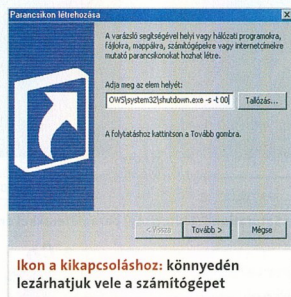 Parancsikon létrehozása
A varázsló segítségével helyi vagy hálózati programokra,
fájlokra, mappákra, számítógépekre vagy internetcímekre
mutató parancsikonokat hozhat létre.
Adja meg az elem helyét:
OWS\system32\shutdown.exe -s -t 00
Tallózás...
A folytatáshoz kattintson a Tovább gombra.
< Vissza
Tovább >
Mégse
Ikon a kikapcsoláshoz: könnyedén
lezárhatjuk vele a számítógépet